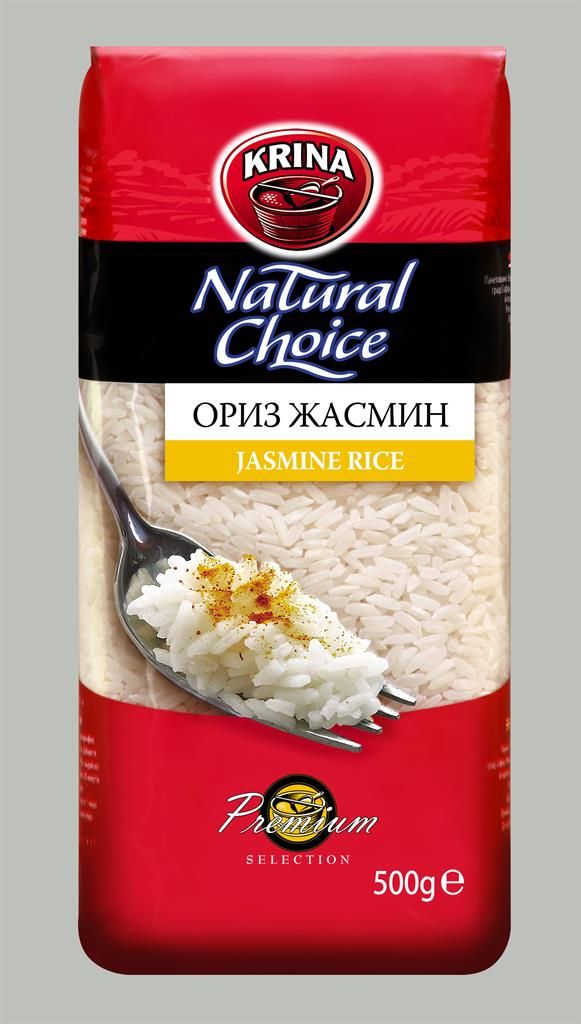 KRINA
Natural
Choice
ОРИЗ ЖАСМИН
JASMINE RICE
Premium
SELECTION
500g ℮